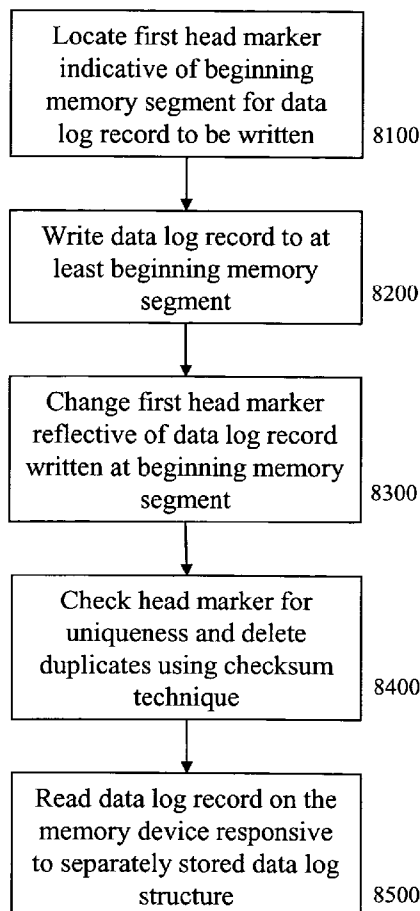 Locate first head marker
indicative of beginning
memory segment for data
log record to be written
8100
Write data log record to at
least beginning memory
segment
8200
Change first head marker
reflective of data log record
written at beginning memory
segment
8300
Check head marker for
uniqueness and delete
duplicates using checksum
technique
8400
Read data log record on the
memory device responsive
to separately stored data log
structure
8500